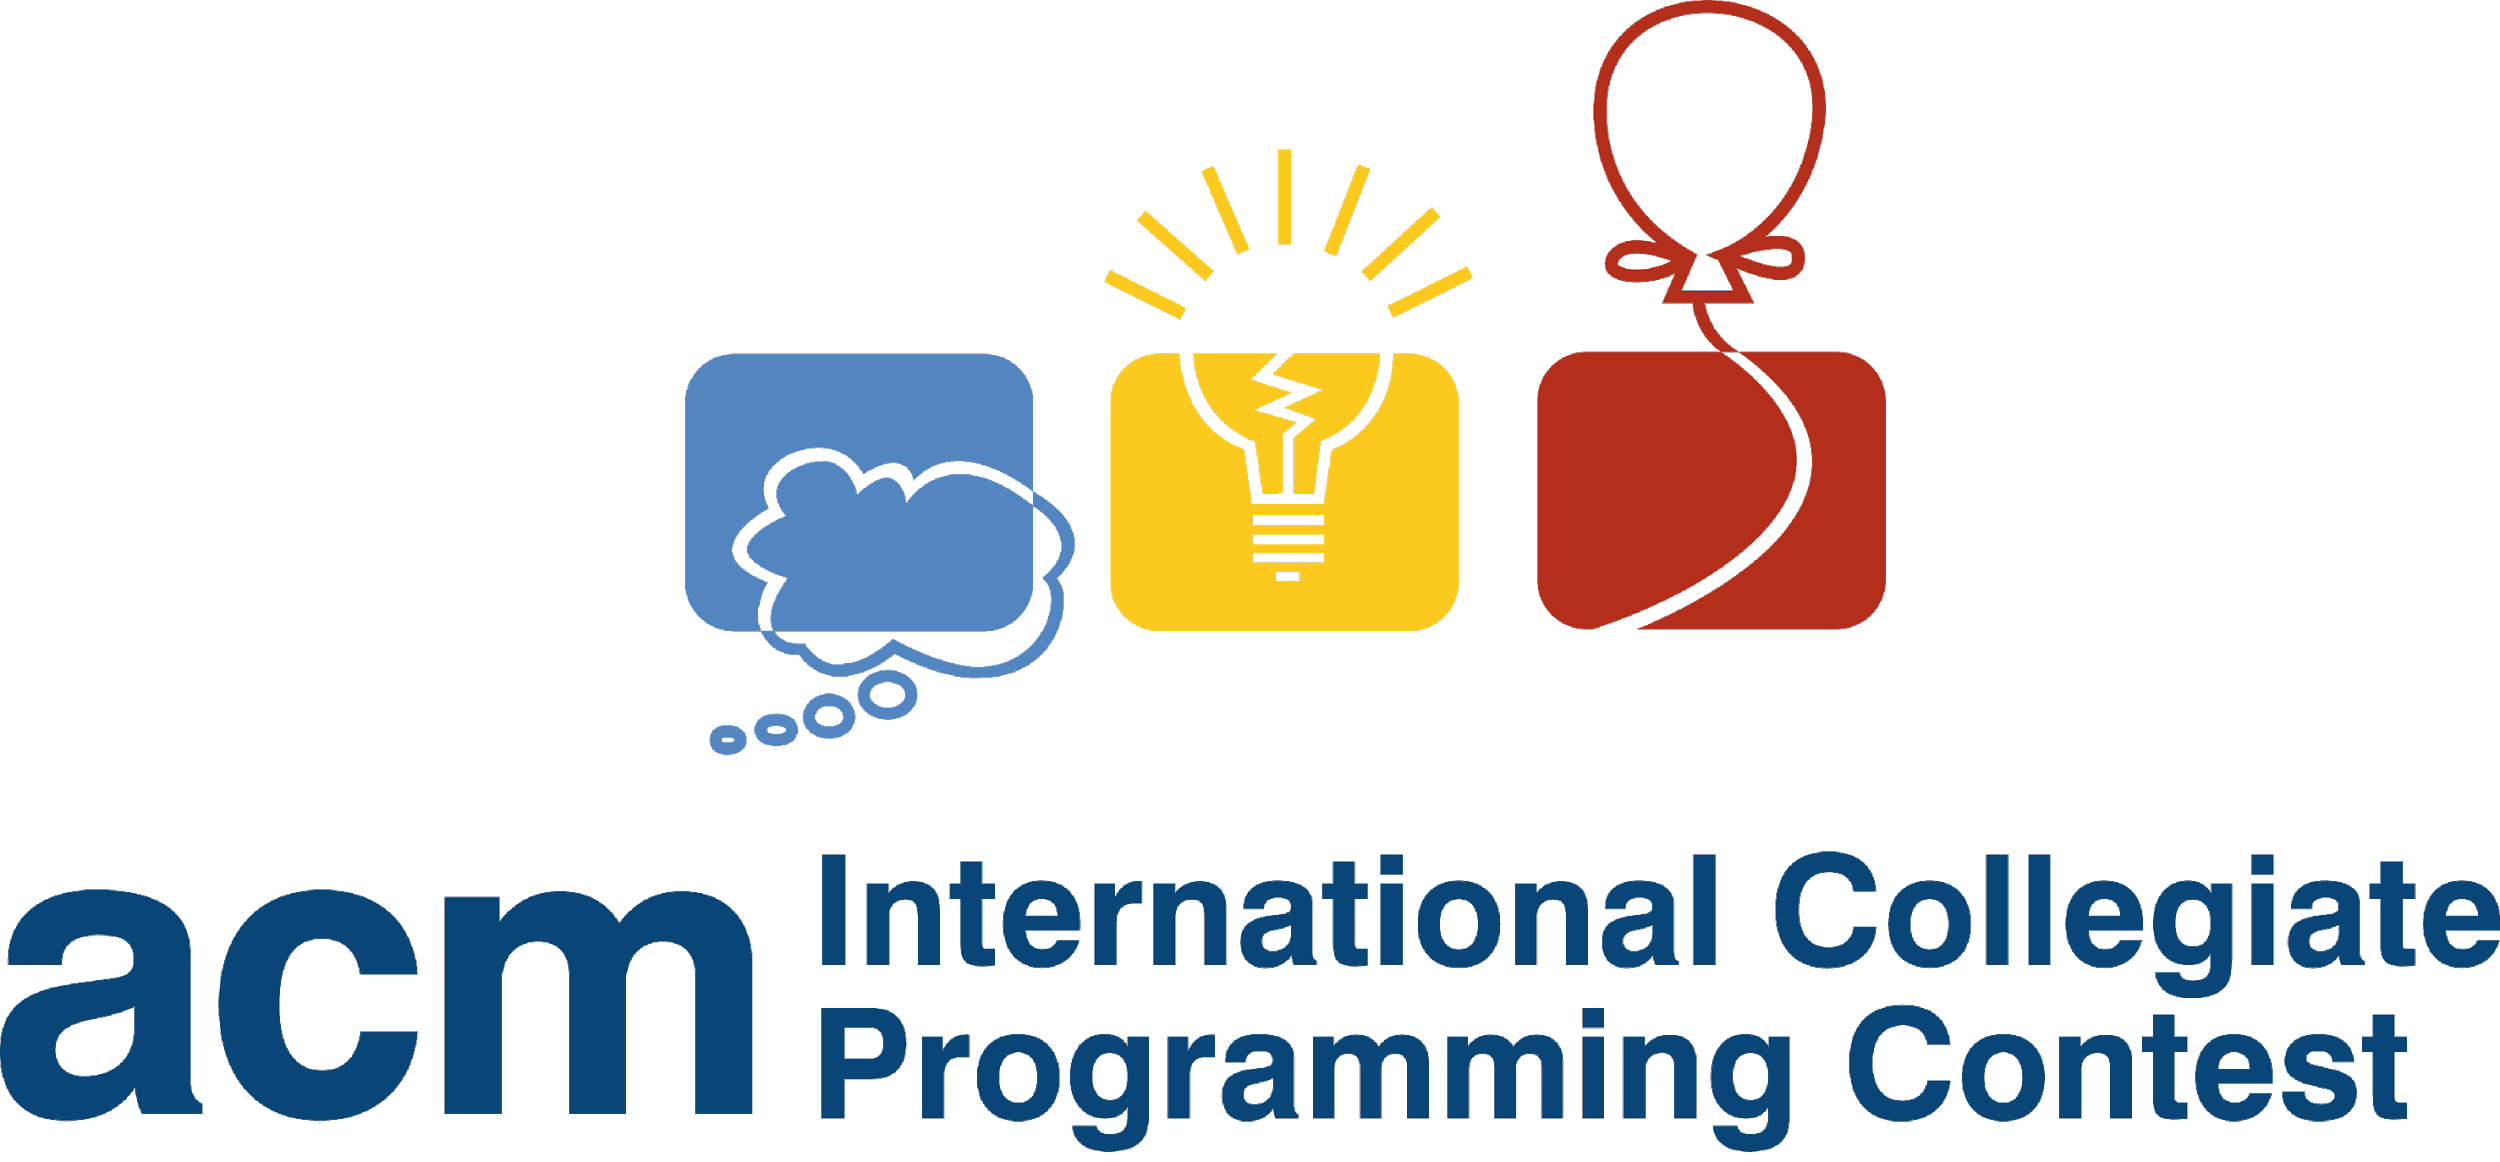 acm
International Collegiate
Programming Contest